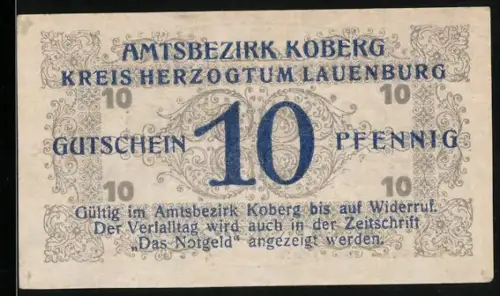 AMTSBEZIRK KOBERG
KREIS HERZOGTUM LAUENBURG
10 10
GUTSCHEIN 10 PFENNIG
10 10
Gültig im Amtsbezirk Koberg bis auf Widerruf.
Der Verfalltag wird auch in der Zeitschrift
„Das Notgeld" angezeigt werden.